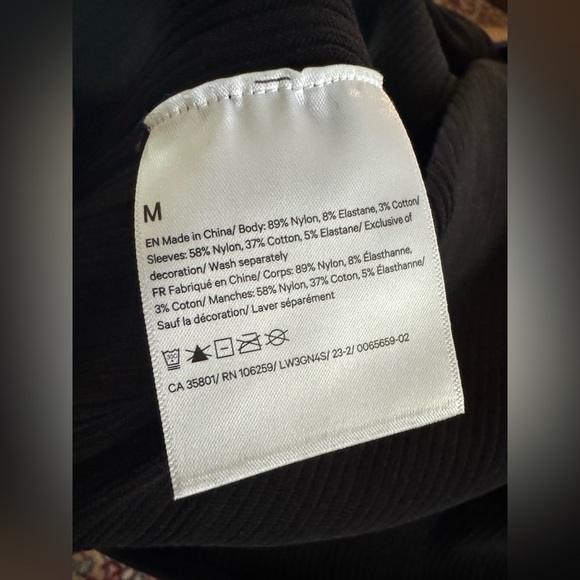 M
EN Made in China/ Body: 89% Nylon, 8% Elastane, 3% Cotton/
Sleeves: 58% Nylon, 37% Cotton, 5% Elastane/ Exclusive of
decoration/ Wash separately
FR Fabriqué en Chine/ Corps: 89% Nylon, 8% Élasthanne,
3% Coton/ Manches: 58% Nylon, 37% Coton, 5% Élasthanne/
Sauf la décoration/ Laver séparément
CA 35801/ RN 106259/ LW3GN4S/ 23-2/ 0065659-02